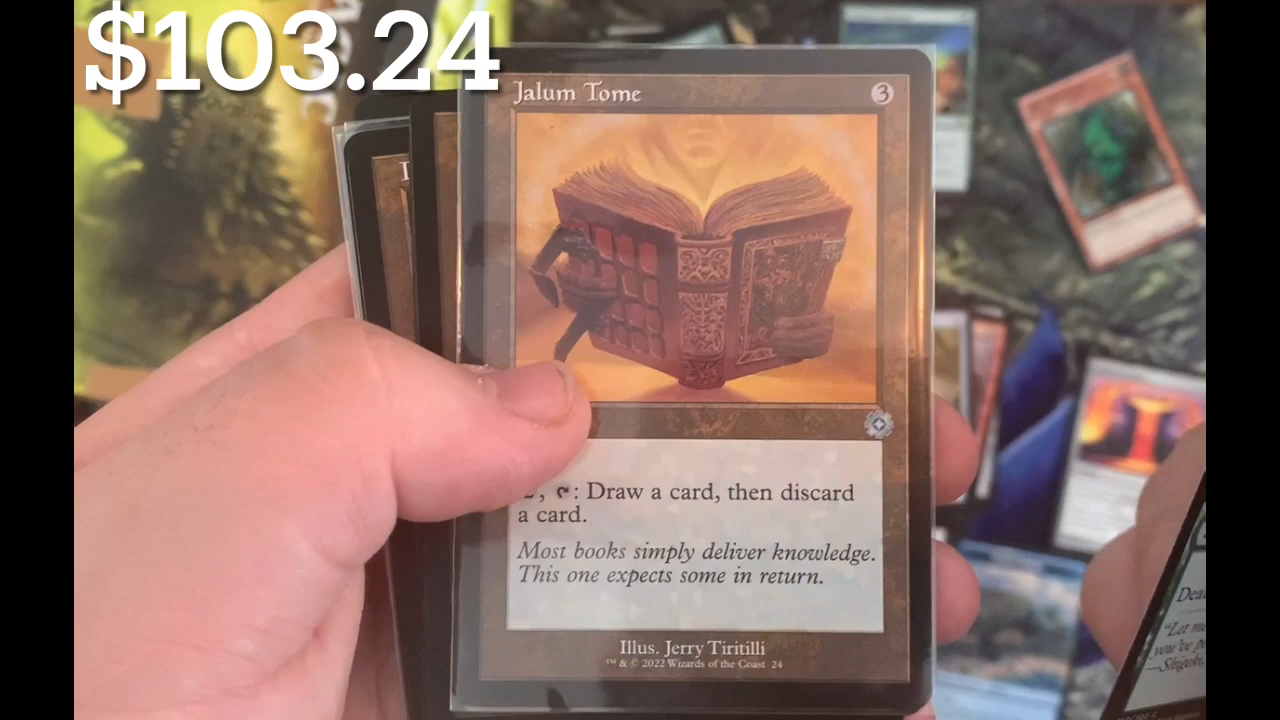 $103.24
Jalum Tome 3
: Draw a card, then discard
a card.
Most books simply deliver knowledge.
This one expects some in return.
Illus. Jerry Tiritilli
™ & © 2022 Wizards of the Coast 24
"Let